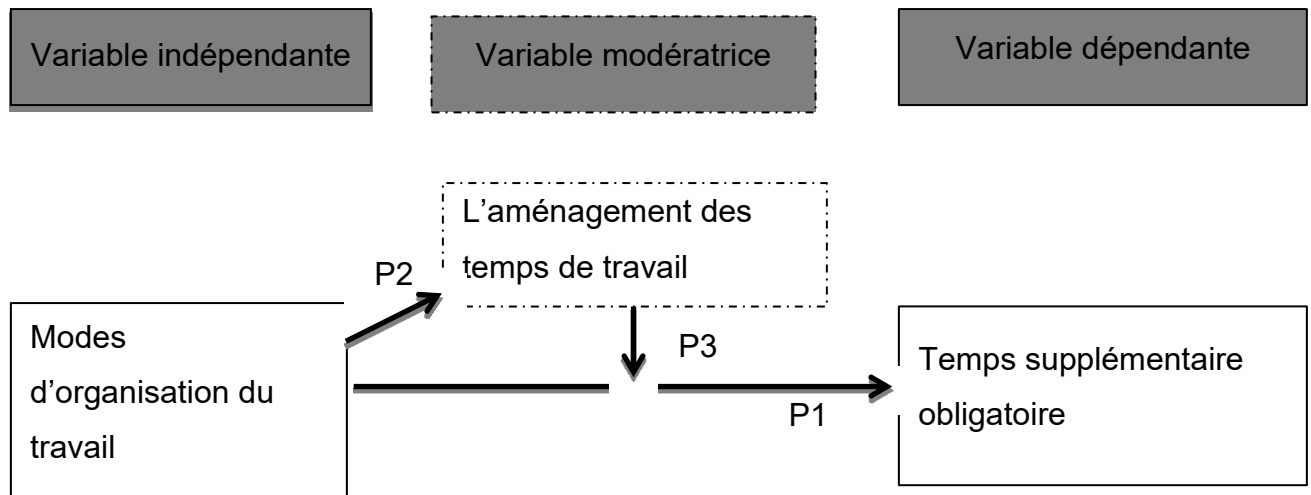 Variable indépendante
Variable modératrice
Variable dépendante
L’aménagement des
temps de travail
P2
P3
Modes
d’organisation du
travail
Temps supplémentaire
obligatoire
P1